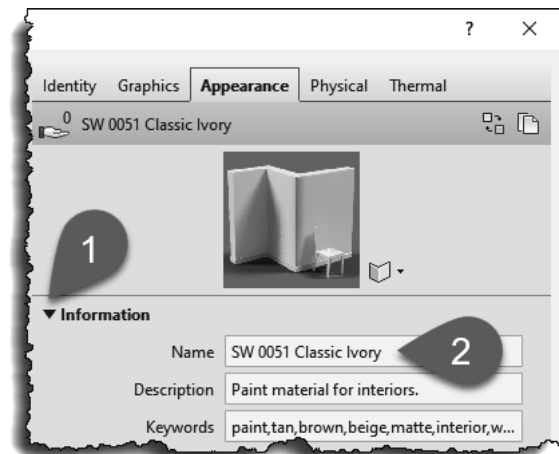 ?
Identity Graphics Appearance Physical Thermal
0 SW 0051 Classic Ivory
1
Information
Name SW 0051 Classic Ivory 2
Description Paint material for interiors.
Keywords paint,tan,brown,beige,matte,interior,w...